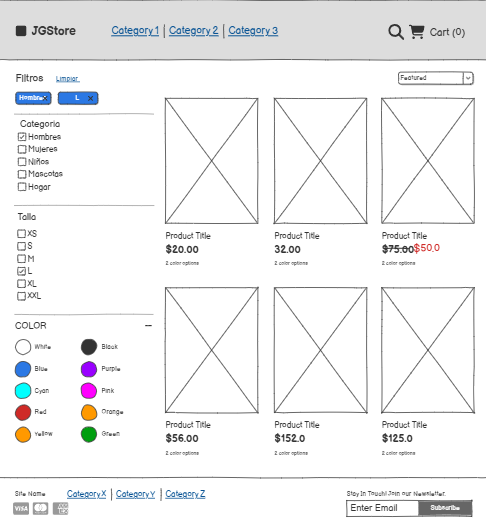 JGStore
Category 1 | Category 2 | Category 3
Cart (0)
Filtros
Limpiar
Featured
Hombres x
L x
Categoria
Hombres
Mujeres
Niños
Mascotas
Hogar
Talla
XS
S
M
L
XL
XXL
COLOR
White
Black
Blue
Purple
Cyan
Pink
Red
Orange
Yellow
Green
Product Title
$20.00
2 color options
Product Title
32.00
2 color options
Product Title
$75.00 $50.0
2 color options
Product Title
$56.00
2 color options
Product Title
$152.0
2 color options
Product Title
$125.0
2 color options
Site Name
Category X | Category Y | Category Z
VISA
Stay In Touch! Join our Newsletter.
Enter Email
Subscribe